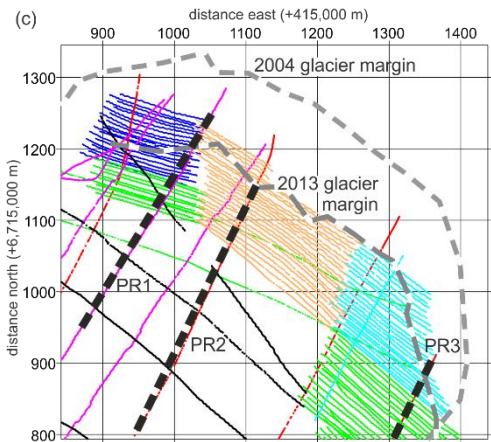 (c)
distance east (+415,000 m)
900 1000 1100 1200 1300 1400
distance north (+6,715,000 m)
1300
1200
1100
1000
900
800
2004 glacier margin
2013 glacier
margin
PR1
PR2
PR3